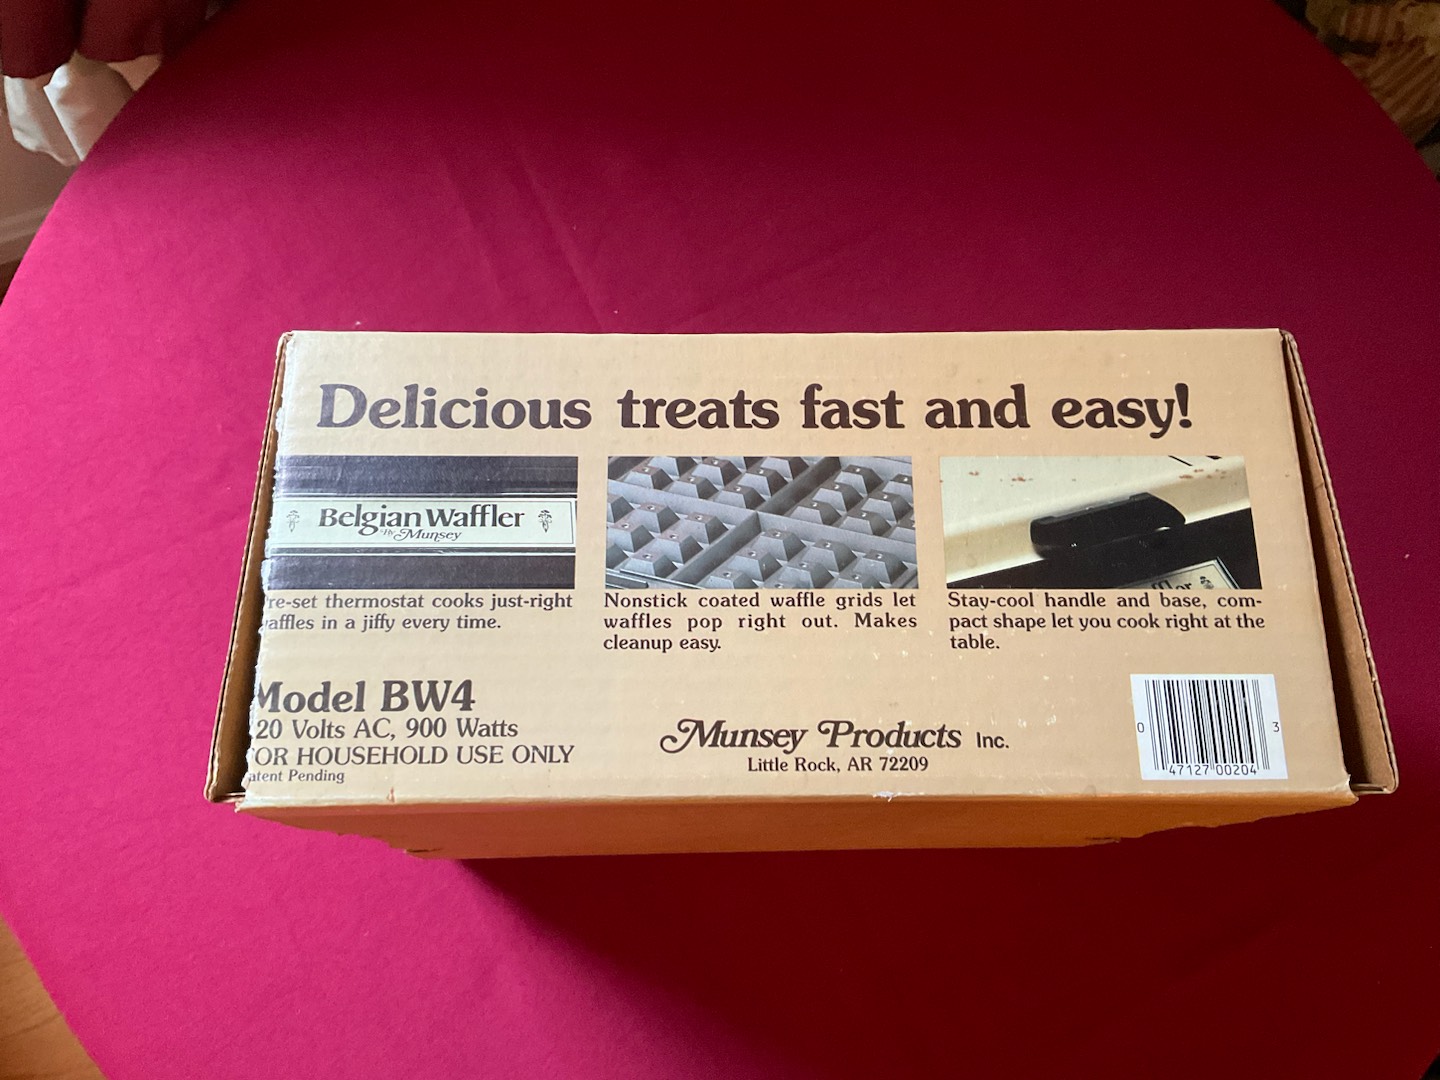 Delicious treats fast and easy!
Belgian Waffler
By Munsey
re-set thermostat cooks just-right
affles in a jiffy every time.
Nonstick coated waffle grids let
waffles pop right out. Makes
cleanup easy.
ffler
Stay-cool handle and base, com-
pact shape let you cook right at the
table.
Model BW4
20 Volts AC, 900 Watts
OR HOUSEHOLD USE ONLY
atent Pending
Munsey Products Inc.
Little Rock, AR 72209
0 47127 00204 3